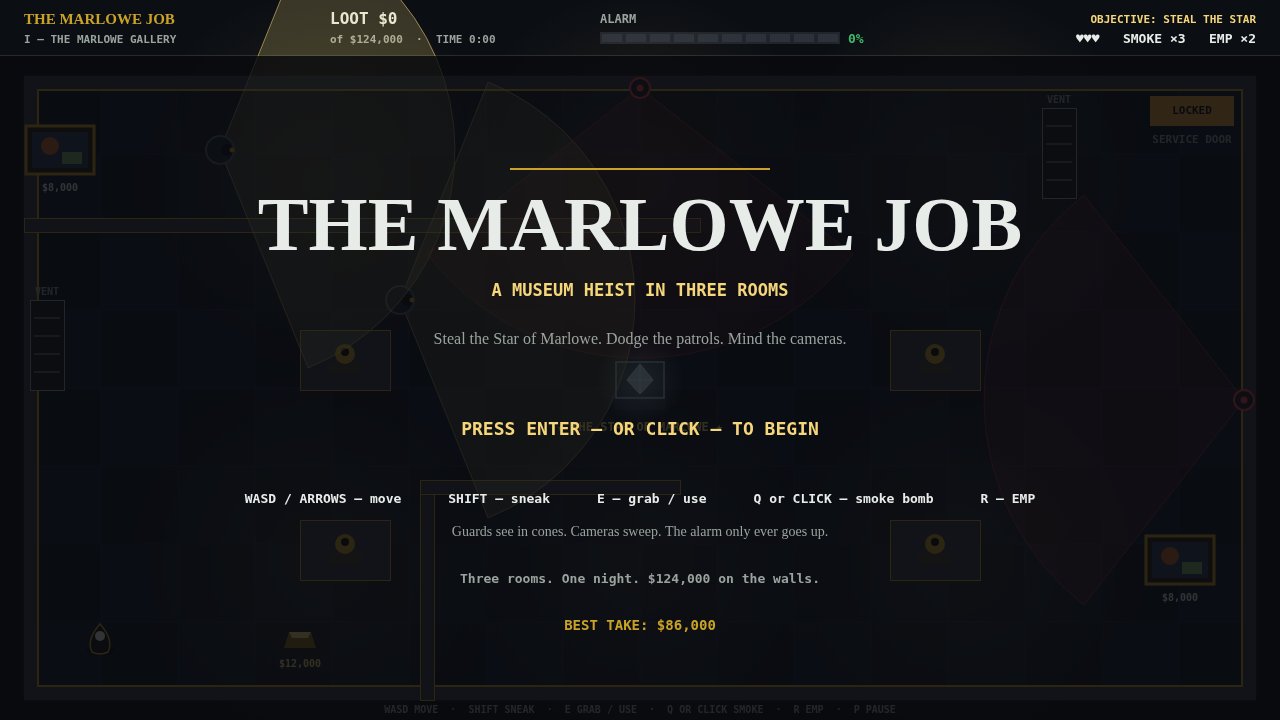 THE MARLOWE JOB
LOOT $0
ALARM
OBJECTIVE: STEAL THE STAR
I — THE MARLOWE GALLERY
of $124,000 · TIME 0:00
0%
♥♥♥ SMOKE ×3 EMP ×2
VENT
LOCKED
SERVICE DOOR
$8,000
THE MARLOWE JOB
A MUSEUM HEIST IN THREE ROOMS
VENT
Steal the Star of Marlowe. Dodge the patrols. Mind the cameras.
PRESS ENTER — OR CLICK — TO BEGIN
WASD / ARROWS — move SHIFT — sneak E — grab / use Q or CLICK — smoke bomb R — EMP
Guards see in cones. Cameras sweep. The alarm only ever goes up.
Three rooms. One night. $124,000 on the walls.
$8,000
BEST TAKE: $86,000
$12,000
WASD MOVE · SHIFT SNEAK · E GRAB / USE · Q OR CLICK SMOKE · R EMP · P PAUSE